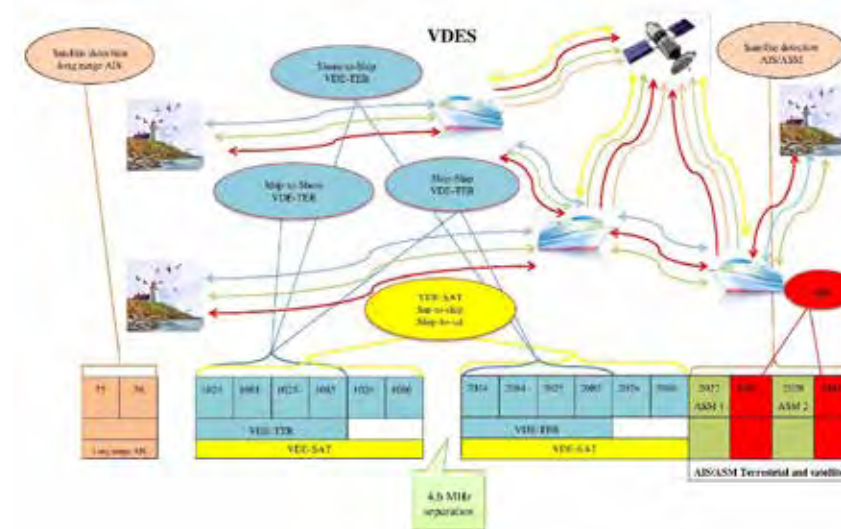 VDES
Satellite detection
long range AIS
Satellite detection
AIS/ASM
Shore-to-Ship
VDE-TER
Ship-to-Shore
VDE-TER
Ship-Ship
VDE-TER
VDE-SAT
Sat-to-ship
Ship-to-sat
75
76
1024
1084
1025
1085
1026
1086
2024
2084
2025
2085
2026
2086
2027
ASM 1
2028
ASM 2
Long range AIS
VDE-TER
VDE-SAT
VDE-TER
VDE-SAT
AIS/ASM Terrestrial and satellite
4.6 MHz
separation